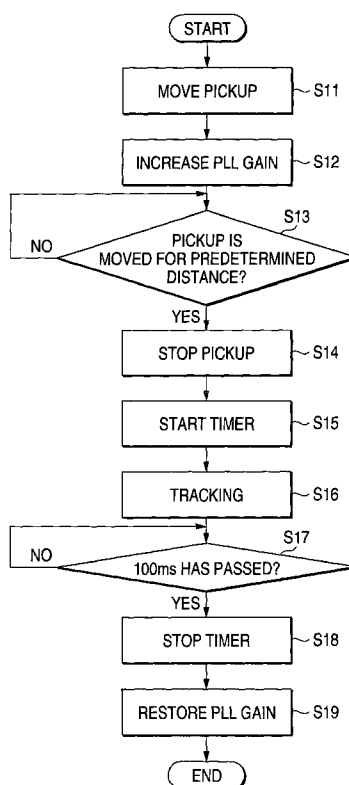 START
MOVE PICKUP
S11
INCREASE PLL GAIN
S12
S13
PICKUP IS
MOVED FOR PREDETERMINED
DISTANCE?
NO
YES
STOP PICKUP
S14
START TIMER
S15
TRACKING
S16
S17
100ms HAS PASSED?
NO
YES
STOP TIMER
S18
RESTORE PLL GAIN
S19
END